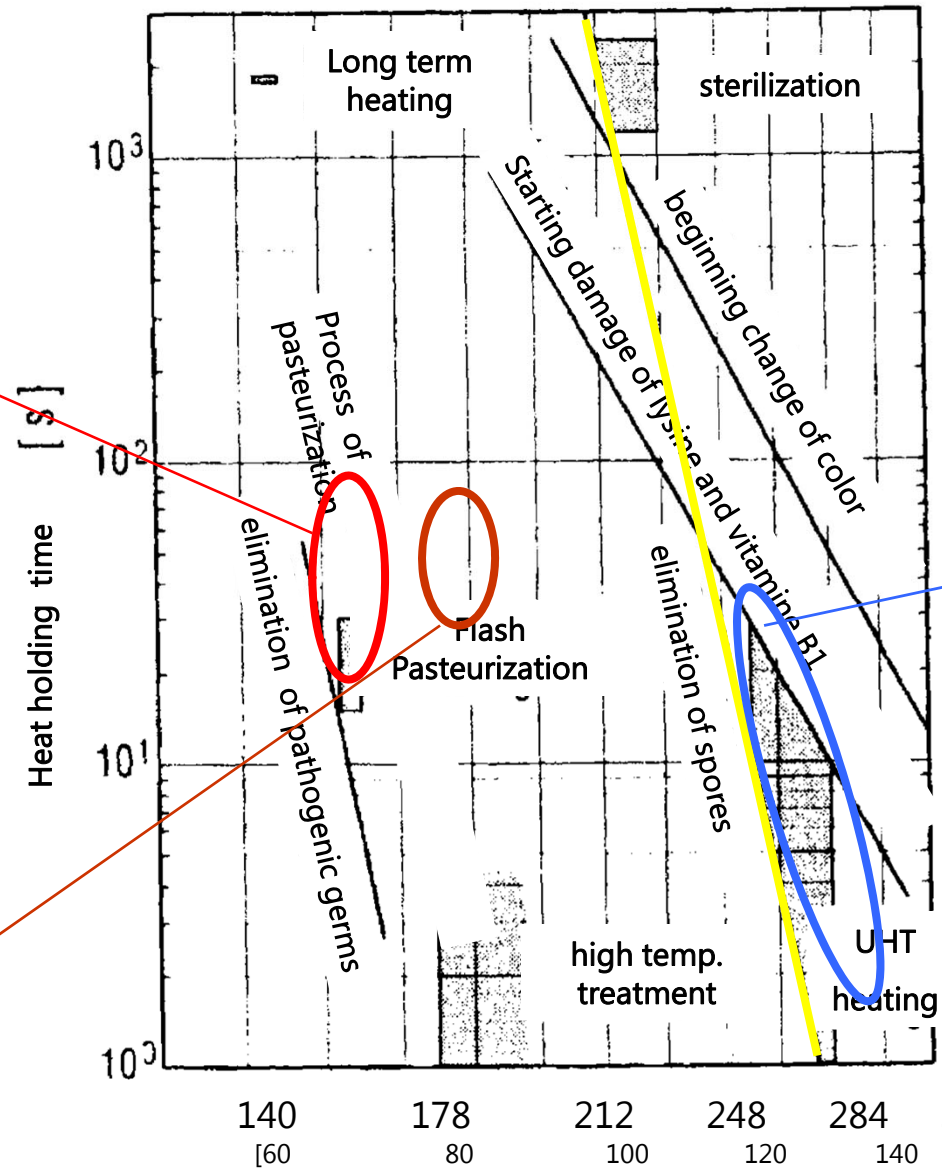 Long term
heating
sterilization
10³
Starting damage of lysine and vitamine B1
beginning change of color
Process of
pasteurization
[ s ]
10²
Heat holding time
elimination of pathogenic germs
elimination of spores
Flash
Pasteurization
10¹
high temp.
treatment
UHT
heating
10³
140 178 212 248 284
[60 80 100 120 140